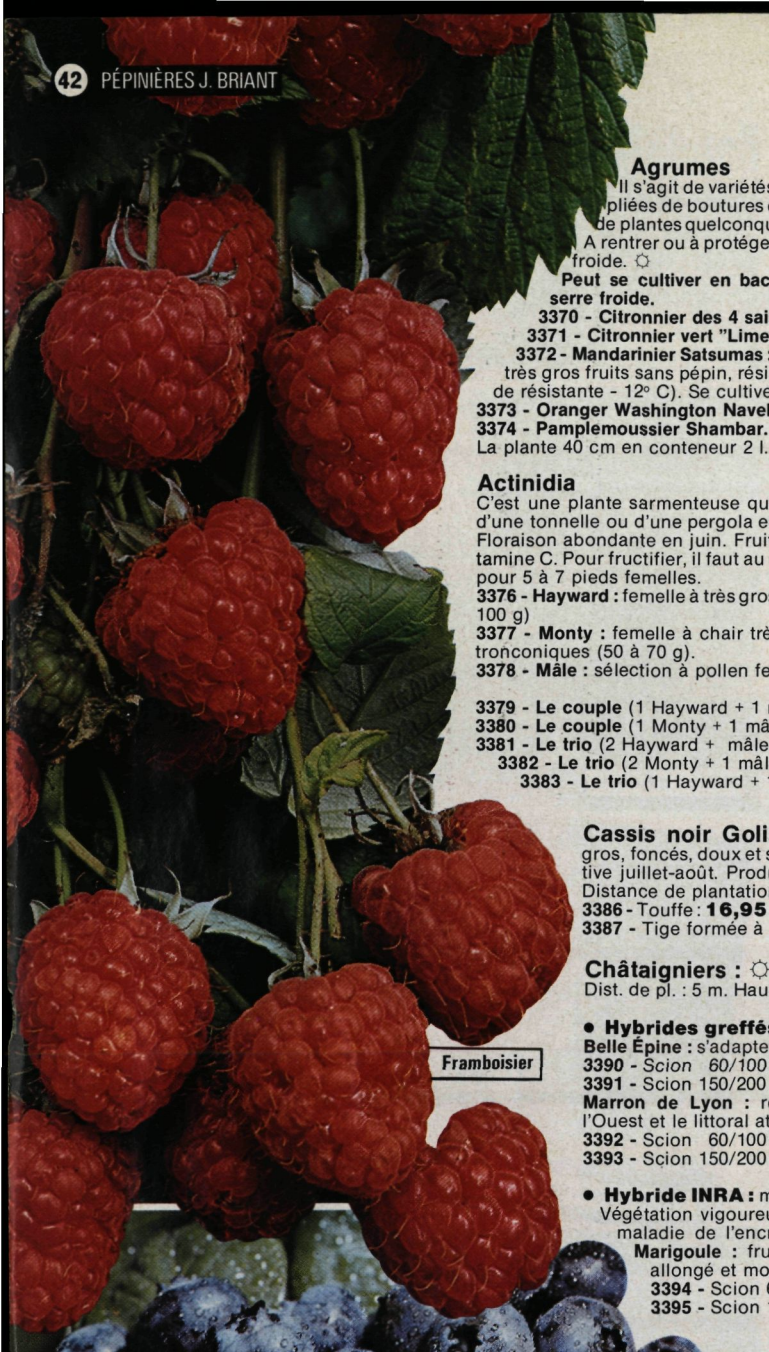 42 PÉPINIÈRES J. BRIANT
Agrumes
Il s'agit de variétés
pliées de boutures
de plantes quelconqu
A rentrer ou à protége
froide.
Peut se cultiver en bac
serre froide.
3370 - Citronnier des 4 sai
3371 - Citronnier vert "Lime
3372 - Mandarinier Satsumas :
très gros fruits sans pépin, rési
de résistante - 12° C). Se cultive
3373 - Oranger Washington Navel
3374 - Pamplemoussier Shambar.
La plante 40 cm en conteneur 2 l.
Actinidia
C'est une plante sarmenteuse qu
d'une tonnelle ou d'une pergola e
Floraison abondante en juin. Frui
tamine C. Pour fructifier, il faut au
pour 5 à 7 pieds femelles.
3376 - Hayward : femelle à très gros
100 g)
3377 - Monty : femelle à chair trè
tronconiques (50 à 70 g).
3378 - Mâle : sélection à pollen fe
3379 - Le couple (1 Hayward + 1
3380 - Le couple (1 Monty + 1 mâ
3381 - Le trio (2 Hayward + mâle
3382 - Le trio (2 Monty + 1 mâl
3383 - Le trio (1 Hayward +
Cassis noir Goli
gros, foncés, doux et s
tive juillet-août. Prod
Distance de plantatio
3386 - Touffe : 16,95
3387 - Tige formée à
Châtaigniers :
Dist. de pl. : 5 m. Hau
• Hybrides greffés
Belle Épine : s'adapte
3390 - Scion 60/100
3391 - Scion 150/200
Marron de Lyon : r
l'Ouest et le littoral at
3392 - Scion 60/100
3393 - Scion 150/200
Framboisier
• Hybride INRA : m
Végétation vigoureu
maladie de l'encr
Marigoule : fru
allongé et mo
3394 - Scion
3395 - Scion